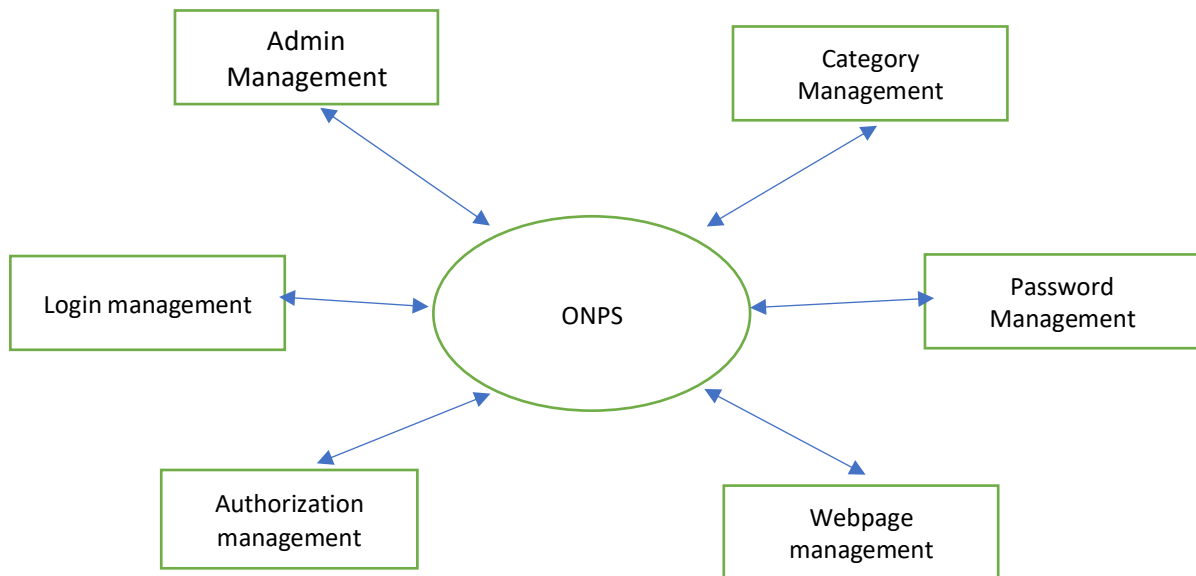 Admin
Management
Category
Management
Login management
ONPS
Password
Management
Authorization
management
Webpage
management